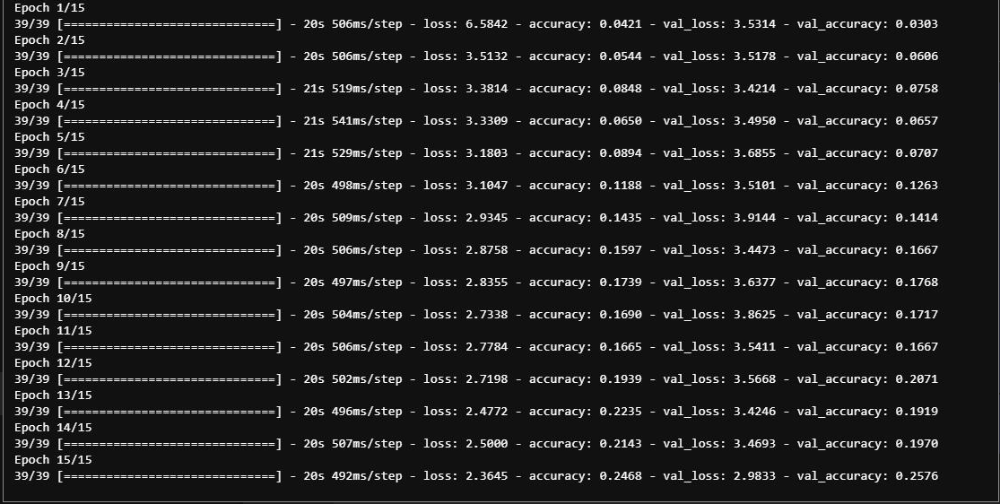 Epoch 1/15
39/39 [==============================] - 20s 506ms/step - loss: 6.5842 - accuracy: 0.0421 - val_loss: 3.5314 - val_accuracy: 0.0303
Epoch 2/15
39/39 [==============================] - 20s 506ms/step - loss: 3.5132 - accuracy: 0.0544 - val_loss: 3.5178 - val_accuracy: 0.0606
Epoch 3/15
39/39 [==============================] - 21s 519ms/step - loss: 3.3814 - accuracy: 0.0848 - val_loss: 3.4214 - val_accuracy: 0.0758
Epoch 4/15
39/39 [==============================] - 21s 541ms/step - loss: 3.3309 - accuracy: 0.0650 - val_loss: 3.4950 - val_accuracy: 0.0657
Epoch 5/15
39/39 [==============================] - 21s 529ms/step - loss: 3.1803 - accuracy: 0.0894 - val_loss: 3.6855 - val_accuracy: 0.0707
Epoch 6/15
39/39 [==============================] - 20s 498ms/step - loss: 3.1047 - accuracy: 0.1188 - val_loss: 3.5101 - val_accuracy: 0.1263
Epoch 7/15
39/39 [==============================] - 20s 509ms/step - loss: 2.9345 - accuracy: 0.1435 - val_loss: 3.9144 - val_accuracy: 0.1414
Epoch 8/15
39/39 [==============================] - 20s 506ms/step - loss: 2.8758 - accuracy: 0.1597 - val_loss: 3.4473 - val_accuracy: 0.1667
Epoch 9/15
39/39 [==============================] - 20s 497ms/step - loss: 2.8355 - accuracy: 0.1739 - val_loss: 3.6377 - val_accuracy: 0.1768
Epoch 10/15
39/39 [==============================] - 20s 504ms/step - loss: 2.7338 - accuracy: 0.1690 - val_loss: 3.8625 - val_accuracy: 0.1717
Epoch 11/15
39/39 [==============================] - 20s 506ms/step - loss: 2.7784 - accuracy: 0.1665 - val_loss: 3.5411 - val_accuracy: 0.1667
Epoch 12/15
39/39 [==============================] - 20s 502ms/step - loss: 2.7198 - accuracy: 0.1939 - val_loss: 3.5668 - val_accuracy: 0.2071
Epoch 13/15
39/39 [==============================] - 20s 496ms/step - loss: 2.4772 - accuracy: 0.2235 - val_loss: 3.4246 - val_accuracy: 0.1919
Epoch 14/15
39/39 [==============================] - 20s 507ms/step - loss: 2.5000 - accuracy: 0.2143 - val_loss: 3.4693 - val_accuracy: 0.1970
Epoch 15/15
39/39 [==============================] - 20s 492ms/step - loss: 2.3645 - accuracy: 0.2468 - val_loss: 2.9833 - val_accuracy: 0.2576